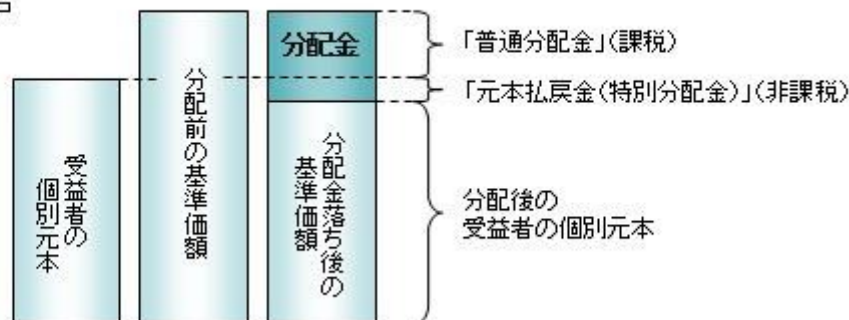 受益者の
個別元本
分配前の基準価額
分配金
分配金落ち後の
基準価額
「普通分配金」(課税)
「元本払戻金(特別分配金)」(非課税)
分配後の
受益者の個別元本